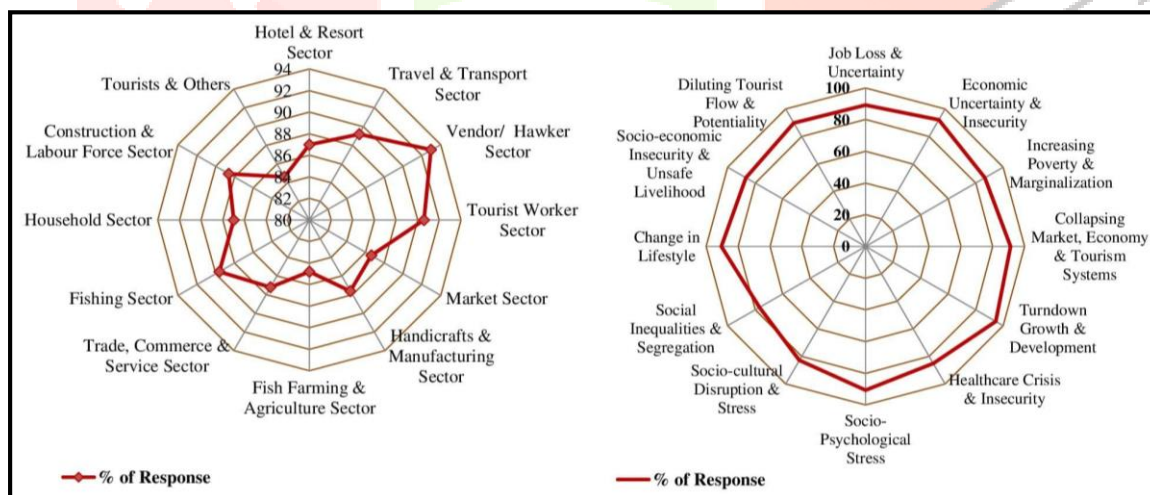 Hotel & Resort
Sector
Travel & Transport
Sector
Vendor/ Hawker
Sector
Tourist Worker
Sector
Market Sector
Handicrafts &
Manufacturing
Sector
Fish Farming &
Agriculture Sector
Trade, Commerce &
Service Sector
Fishing Sector
Household Sector
Construction &
Labour Force Sector
Tourists & Others
94
92
90
88
86
84
82
80
% of Response
Job Loss &
Uncertainty
Economic
Uncertainty &
Insecurity
Increasing
Poverty &
Marginalization
Collapsing
Market, Economy
& Tourism
Systems
Turndown
Growth &
Development
Healthcare Crisis
& Insecurity
Socio-
Psychological
Stress
Socio-cultural
Disruption &
Stress
Social
Inequalities &
Segregation
Change in
Lifestyle
Socio-economic
Insecurity &
Unsafe
Livelihood
Diluting Tourist
Flow &
Potentiality
100
80
60
40
20
0
% of Response